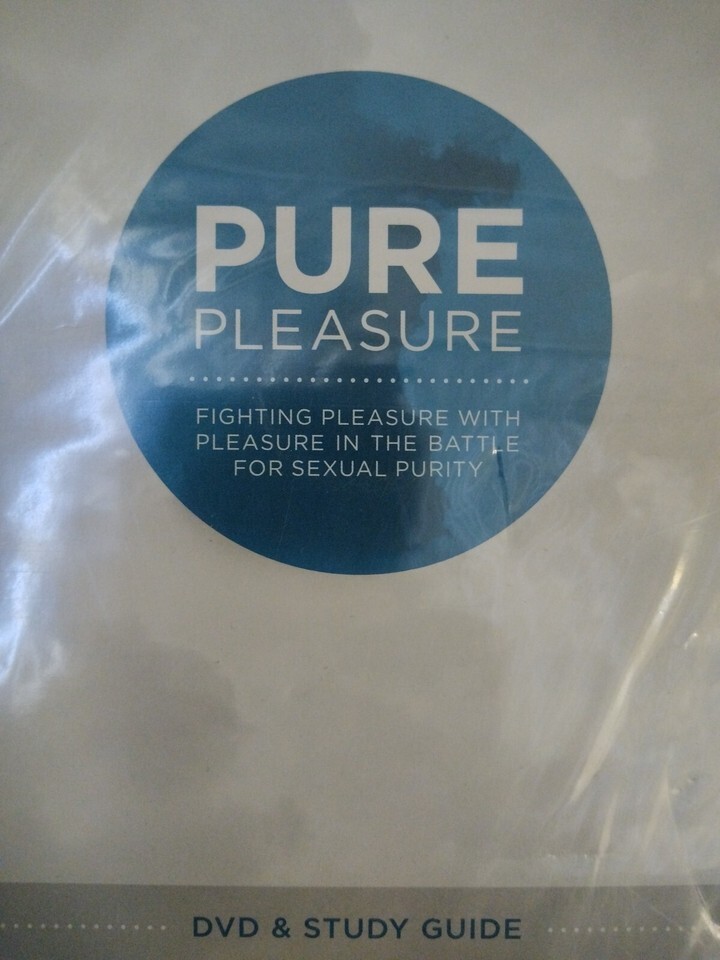 PURE
PLEASURE
FIGHTING PLEASURE WITH
PLEASURE IN THE BATTLE
FOR SEXUAL PURITY
DVD & STUDY GUIDE